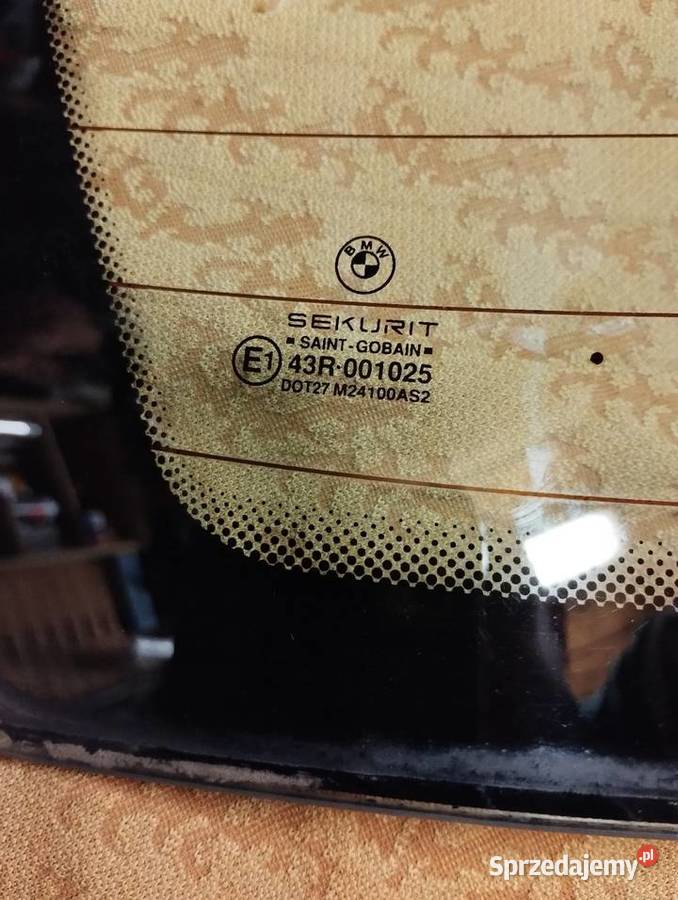 BMW
SEKURIT
SAINT-GOBAIN
E1 43R-001025
DOT27 M24100AS2
Sprzedajemy.pl